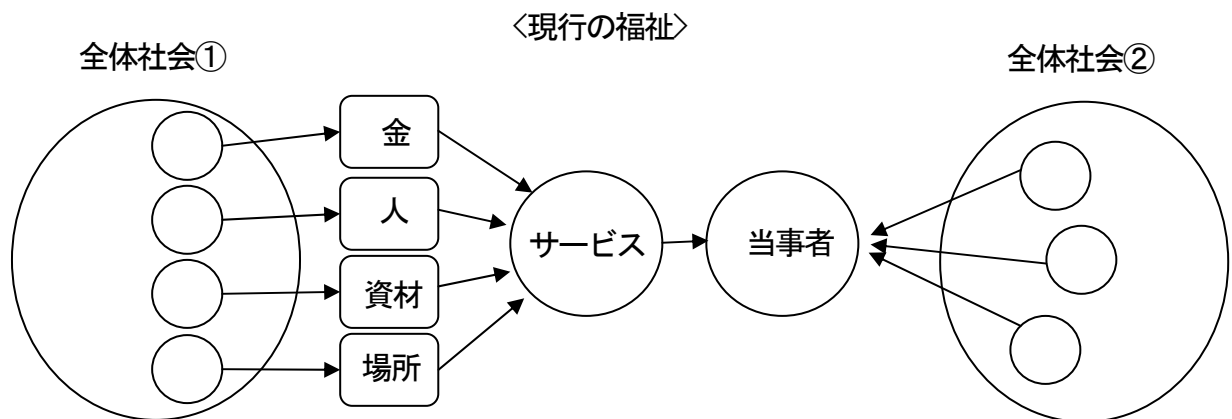 〈現行の福祉〉
全体社会①
全体社会②
金
人
資材
場所
サービス
当事者